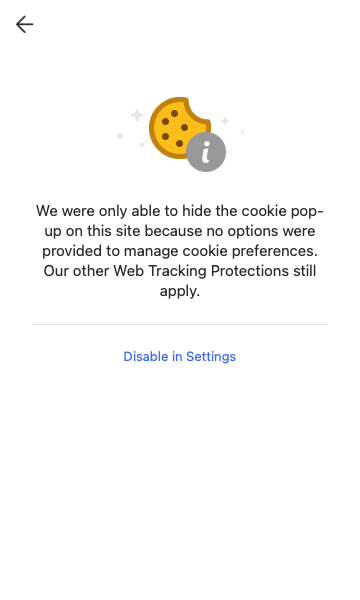 We were only able to hide the cookie pop-
up on this site because no options were
provided to manage cookie preferences.
Our other Web Tracking Protections still
apply.
Disable in Settings